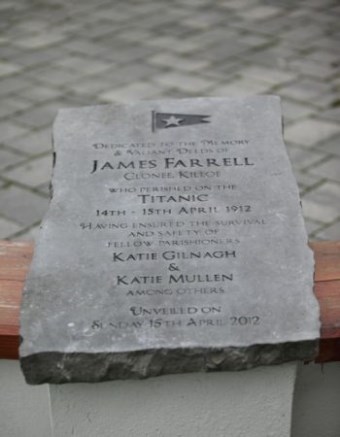 Dedicated to the Memory
& Valiant Deeds of
James Farrell
Clonee, Killoe
who perished on the
Titanic
14th - 15th April 1912
Having ensured the survival
and safety of
fellow parishioners
Katie Gilnagh
&
Katie Mullen
among others
Unveiled on
Sunday 15th April 2012